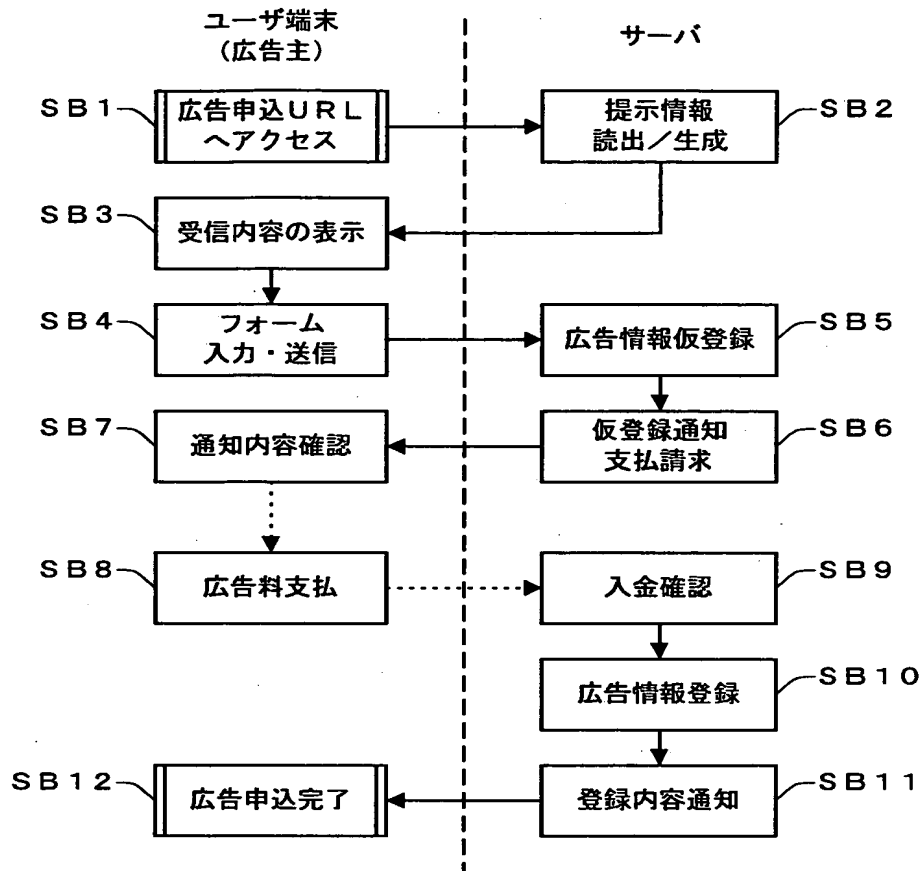 ユーザ端末
(広告主)
サーバ
SB1
広告申込URL
へアクセス
提示情報
読出/生成
SB2
SB3
受信内容の表示
SB4
フォーム
入力・送信
広告情報仮登録
SB5
SB7
通知内容確認
仮登録通知
支払請求
SB6
SB8
広告料支払
入金確認
SB9
広告情報登録
SB10
SB12
広告申込完了
登録内容通知
SB11